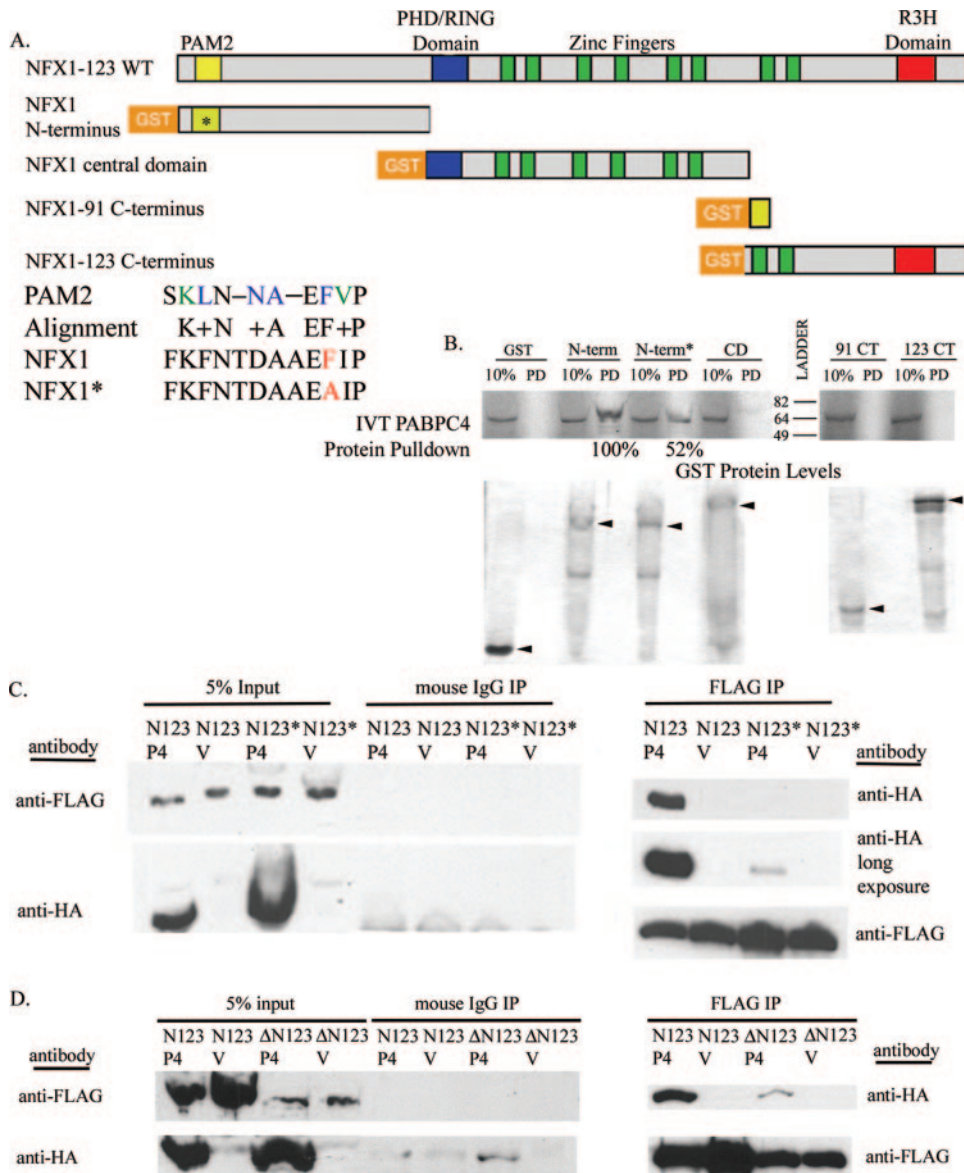 A.
PAM2
PHD/RING
Domain
Zinc Fingers
R3H
Domain
NFX1-123 WT
NFX1
N-terminus
GST
*
NFX1 central domain
GST
NFX1-91 C-terminus
GST
NFX1-123 C-terminus
GST
PAM2 SKLN–NA–EFVP
Alignment K+N +A EF+P
NFX1 FKFNTDAAEFIP
NFX1* FKFNTDAAEAIP
B.
GST N-term N-term* CD LADDER 91 CT 123 CT
10% PD 10% PD 10% PD 10% PD 10% PD 10% PD
82
64
49
IVT PABPC4
Protein Pulldown 100% 52%
GST Protein Levels
C.
5% Input mouse IgG IP FLAG IP
N123 N123 N123* N123* N123 N123 N123* N123* N123 N123 N123* N123*
antibody P4 V P4 V P4 V P4 V P4 V P4 V antibody
anti-FLAG
anti-HA
anti-HA
anti-HA
long
exposure
anti-FLAG
D.
5% input mouse IgG IP FLAG IP
N123 N123 ΔN123 ΔN123 N123 N123 ΔN123 ΔN123 N123 N123 ΔN123 ΔN123
antibody P4 V P4 V P4 V P4 V P4 V P4 V antibody
anti-FLAG anti-HA
anti-HA anti-FLAG